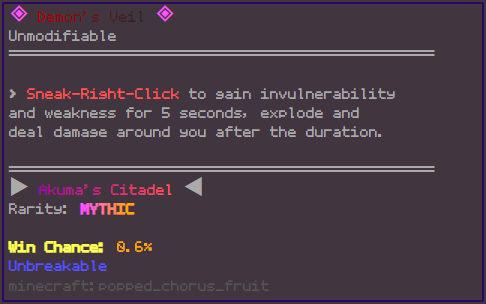 Demon's Veil
Unmodifiable
> Sneak-Right-Click to gain invulnerability
and weakness for 5 seconds, explode and
deal damage around you after the duration.
▶ Akuma's Citadel ◀
Rarity: MYTHIC
Win Chance: 0.6%
Unbreakable
minecraft:popped_chorus_fruit